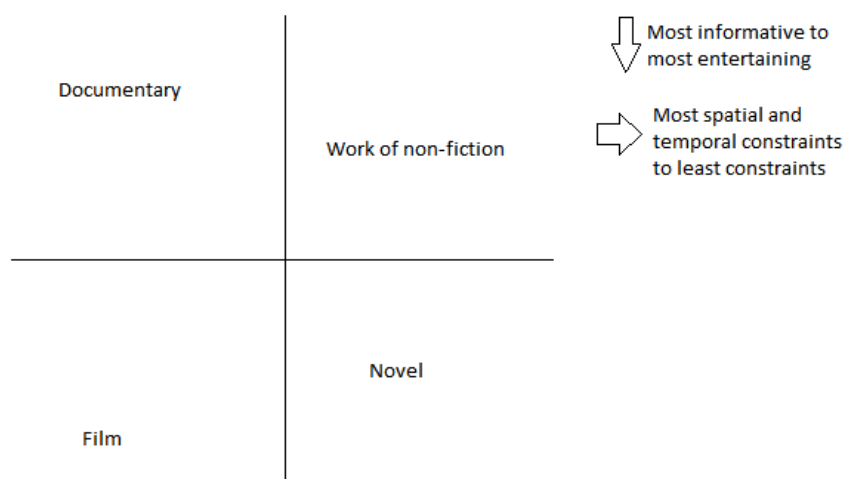 Documentary
Work of non-fiction
Film
Novel
Most informative to
most entertaining
Most spatial and
temporal constraints
to least constraints